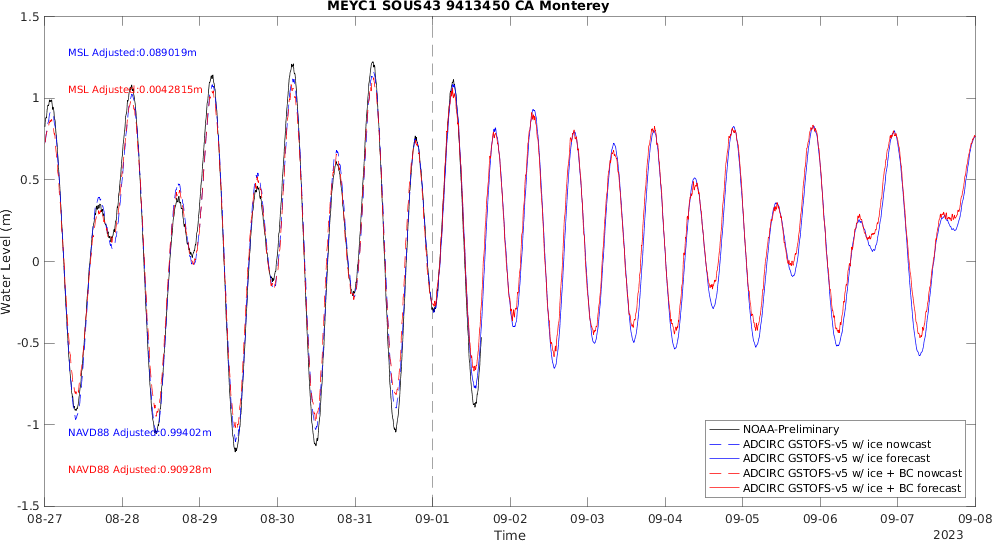 MEYC1 SOUS43 9413450 CA Monterey
1.5
1
0.5
0
-0.5
-1
-1.5
Water Level (m)
MSL Adjusted:0.089019m
MSL Adjusted:0.0042815m
NAVD88 Adjusted:0.99402m
NAVD88 Adjusted:0.90928m
NOAA-Preliminary
ADCIRC GSTOFS-v5 w/ ice nowcast
ADCIRC GSTOFS-v5 w/ ice forecast
ADCIRC GSTOFS-v5 w/ ice + BC nowcast
ADCIRC GSTOFS-v5 w/ ice + BC forecast
08-27 08-28 08-29 08-30 08-31 09-01 09-02 09-03 09-04 09-05 09-06 09-07 09-08
Time
2023